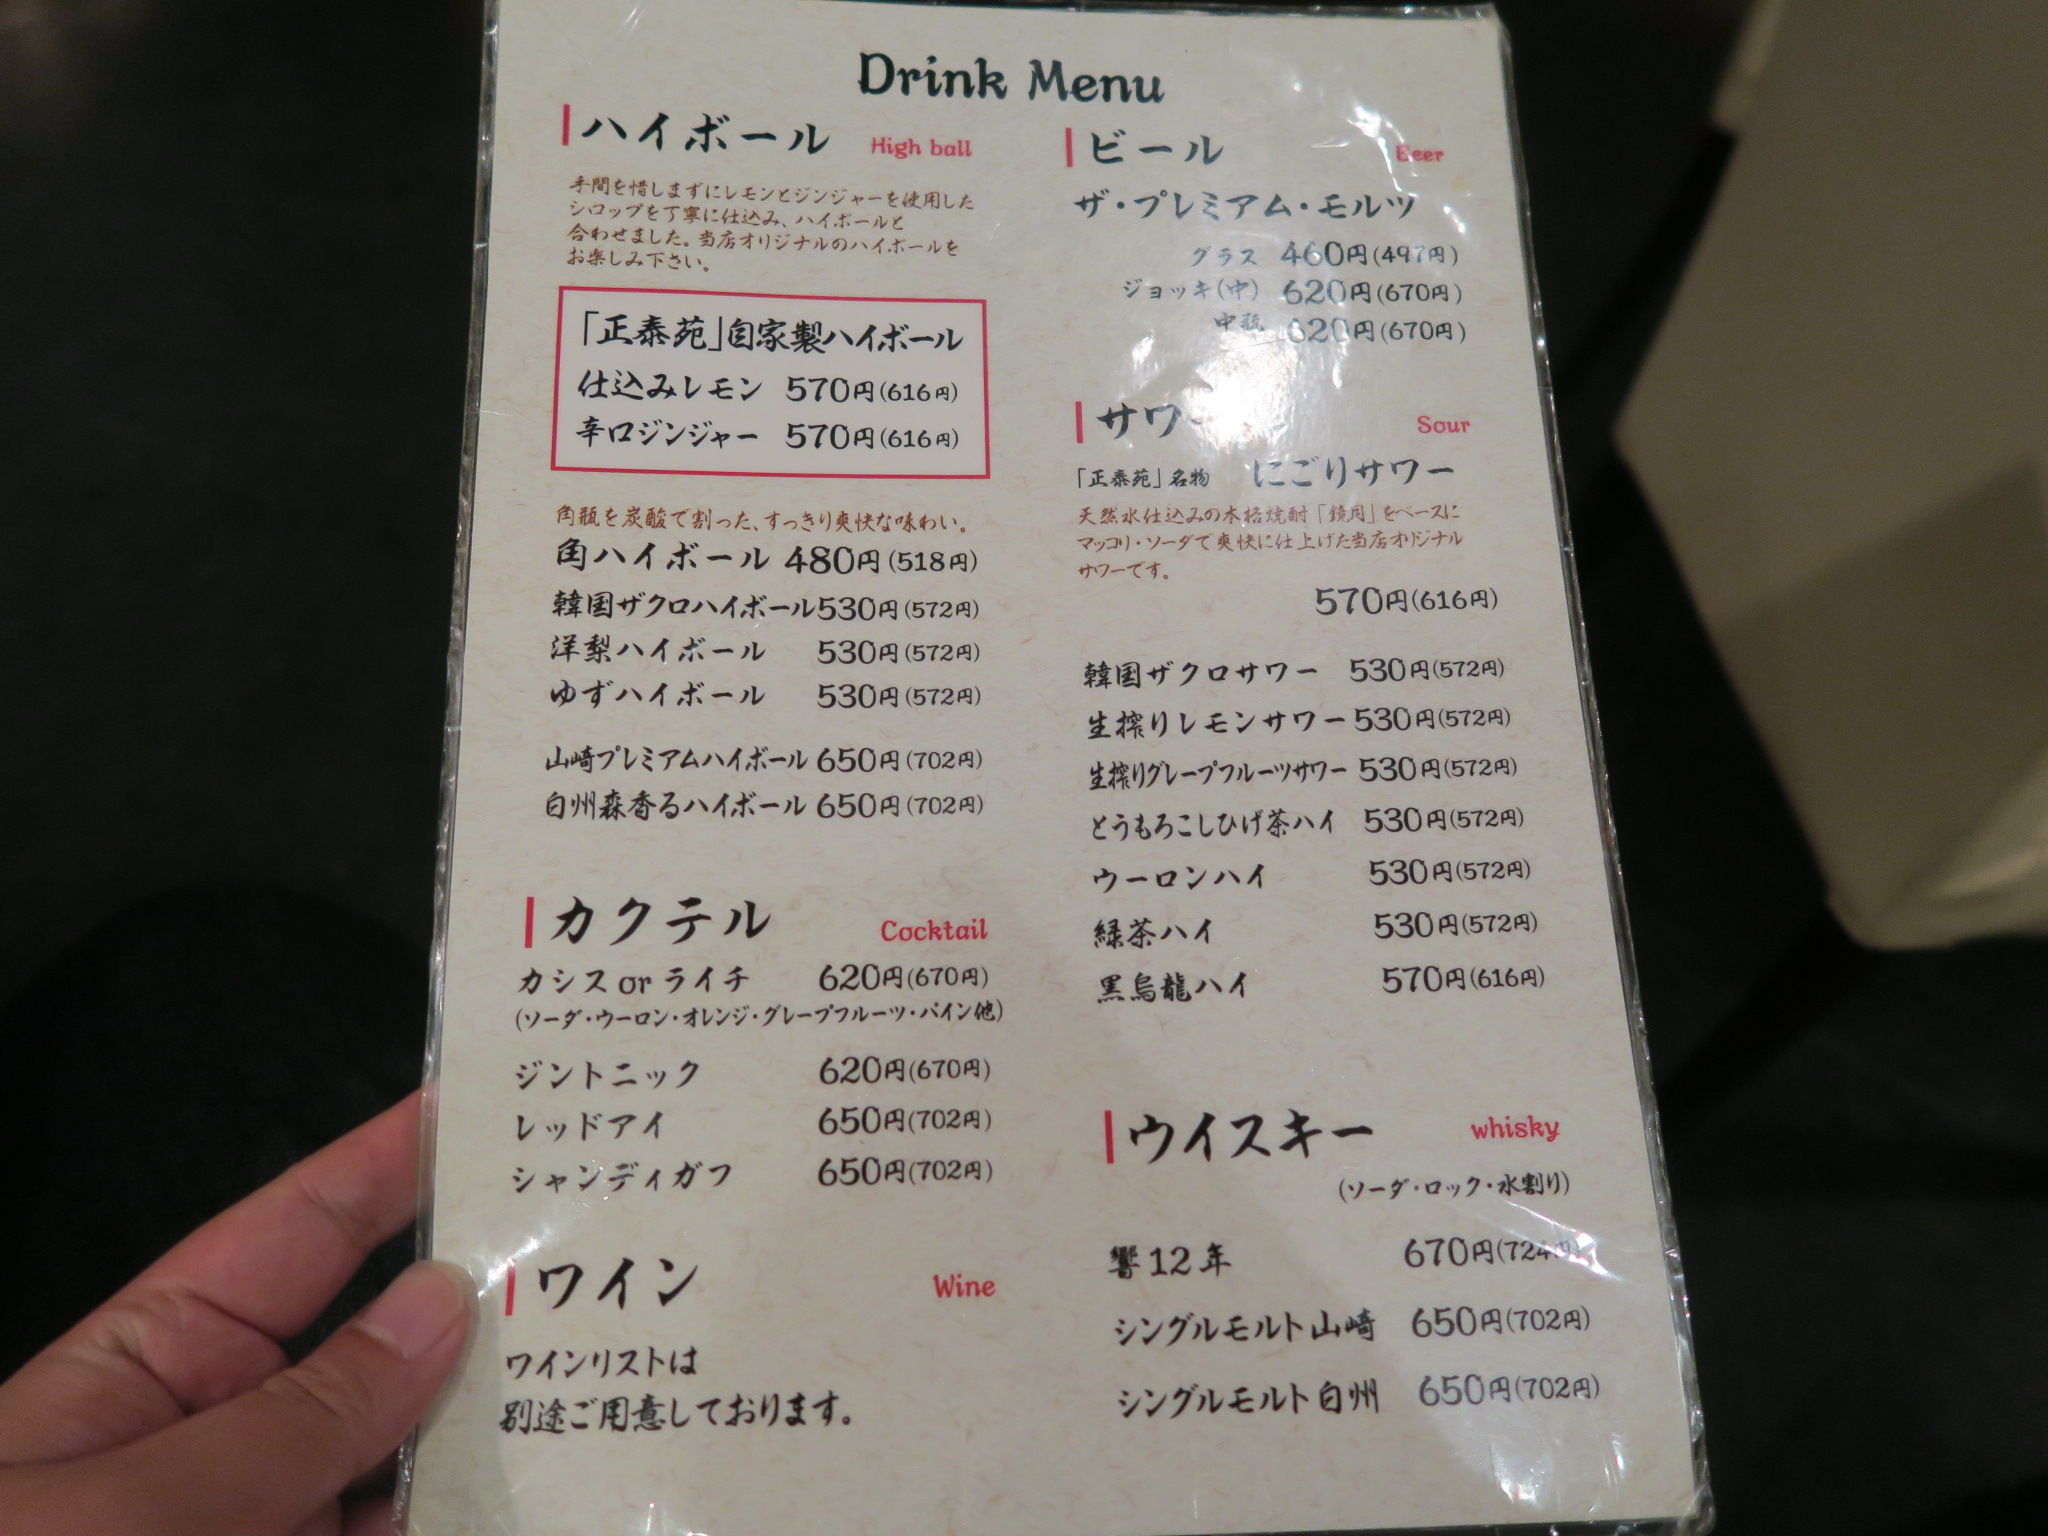 Drink Menu
ハイボール High ball
手間を惜しまずにレモンとジンジャーを使用した
シロップを丁寧に仕込み、ハイボールと
合わせました。当店オリジナルのハイボールを
お楽しみ下さい。
「正泰苑」自家製ハイボール
仕込みレモン 570円(616円)
辛口ジンジャー 570円(616円)
角瓶を炭酸で割った、すっきり爽快な味わい。
角ハイボール 480円(518円)
韓国ザクロハイボール 530円(572円)
洋梨ハイボール 530円(572円)
ゆずハイボール 530円(572円)
山崎プレミアムハイボール 650円(702円)
白州森香るハイボール 650円(702円)
カクテル Cocktail
カシス or ライチ 620円(670円)
(ソーダ・ウーロン・オレンジ・グレープフルーツ・パイン他)
ジントニック 620円(670円)
レッドアイ 650円(702円)
シャンディガフ 650円(702円)
ワイン Wine
ワインリストは
別途ご用意しております。
ビール Beer
ザ・プレミアム・モルツ
グラス 460円(497円)
ジョッキ(中) 620円(670円)
中瓶 620円(670円)
サワー Sour
「正泰苑」名物 にごりサワー
天然水仕込みの本格焼酎「鏡月」をベースに
マッコリ・ソーダで爽快に仕上げた当店オリジナル
サワーです。
570円(616円)
韓国ザクロサワー 530円(572円)
生搾りレモンサワー 530円(572円)
生搾りグレープフルーツサワー 530円(572円)
とうもろこしひげ茶ハイ 530円(572円)
ウーロンハイ 530円(572円)
緑茶ハイ 530円(572円)
黒烏龍ハイ 570円(616円)
ウイスキー whisky
(ソーダ・ロック・水割り)
響12年 670円(724円)
シングルモルト山崎 650円(702円)
シングルモルト白州 650円(702円)